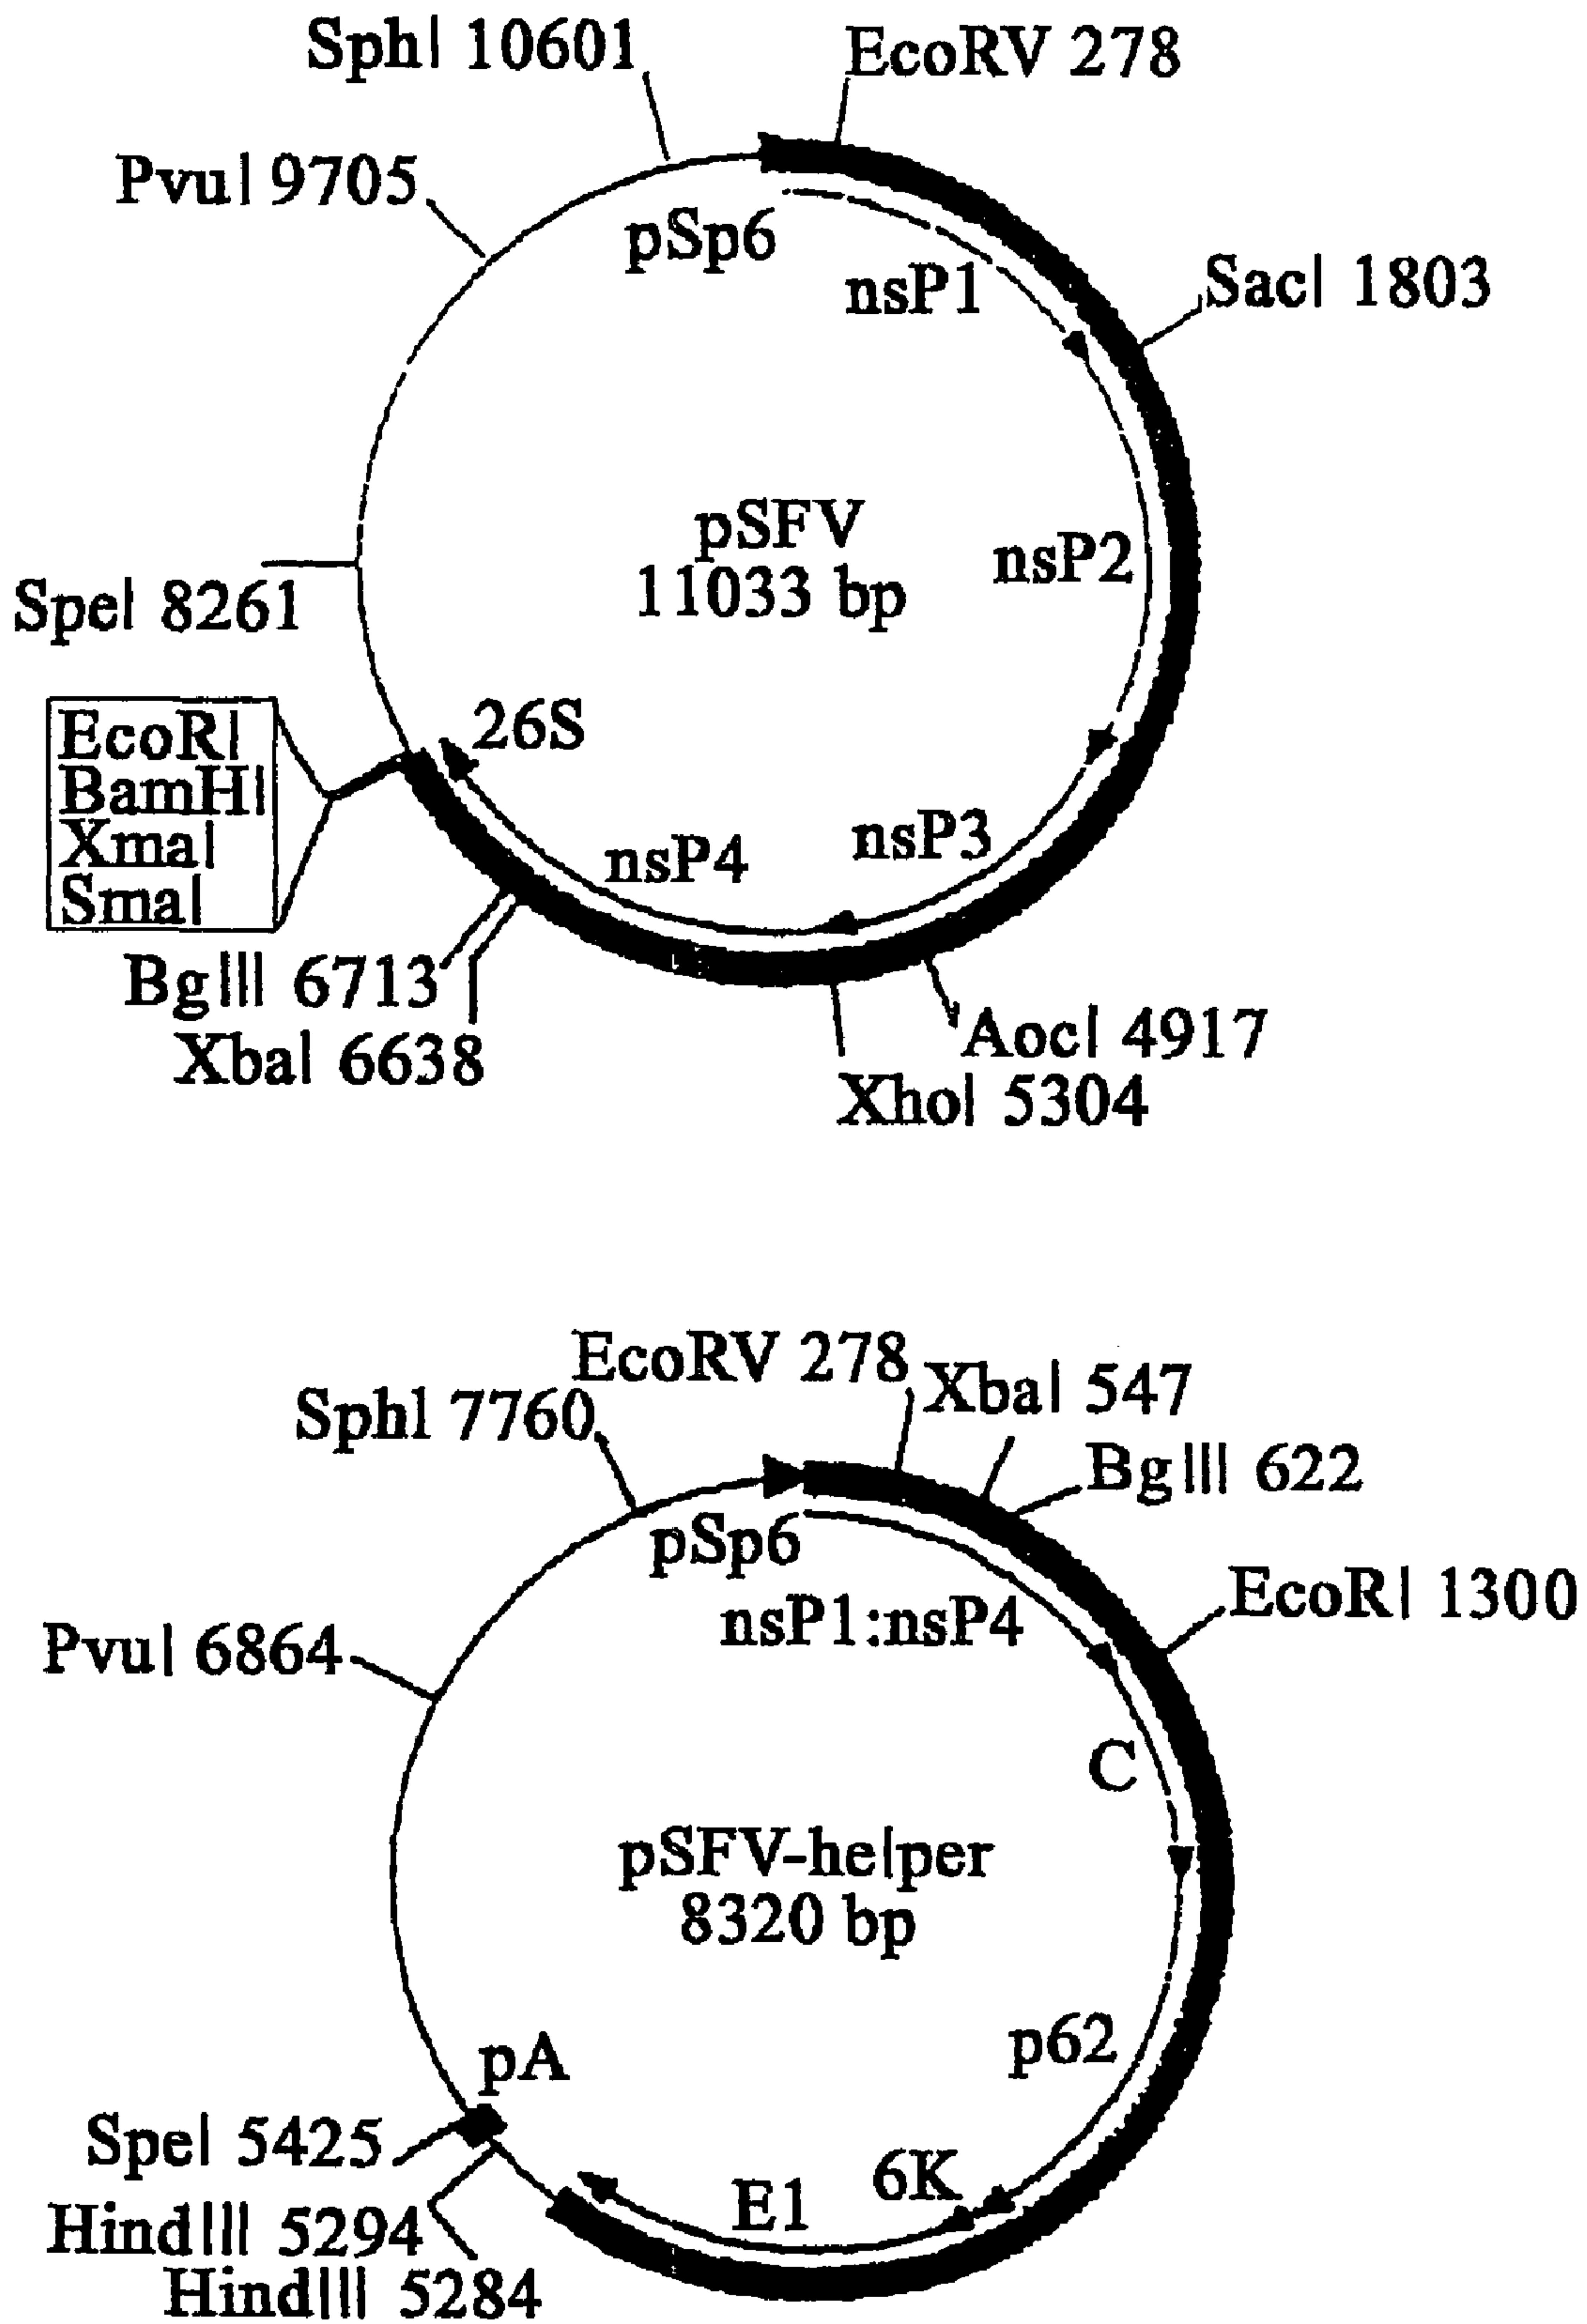 SphI 10601
EcoRV 278
PvuI 9705
pSp6
nsP1
SacI 1803
pSFV
11033 bp
nsP2
SpeI 8261
26S
EcoRI
BamHI
XmaI
SmaI
nsP4
nsP3
BglII 6713
XbaI 6638
AocI 4917
XhoI 5304
EcoRV 278
XbaI 547
SphI 7760
BglII 622
pSp6
EcoRI 1300
nsP1:nsP4
PvuI 6864
C
pSFV-helper
8320 bp
p62
pA
SpeI 5425
6K
E1
HindIII 5294
HindIII 5284